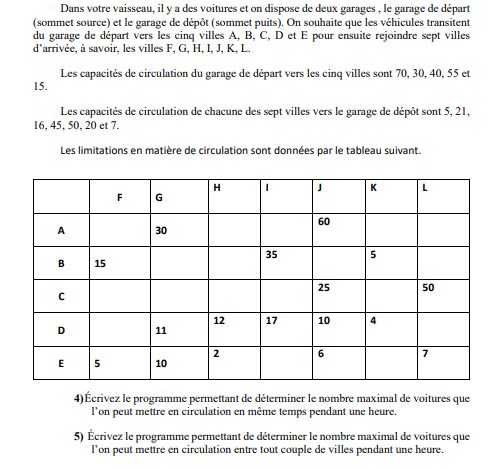 Dans votre vaisseau, il y a des voitures et on dispose de deux garages , le garage de départ
(sommet source) et le garage de dépôt (sommet puits). On souhaite que les véhicules transitent
du garage de départ vers les cinq villes A, B, C, D et E pour ensuite rejoindre sept villes
d'arrivée, à savoir, les villes F, G, H, I, J, K, L.
Les capacités de circulation du garage de départ vers les cinq villes sont 70, 30, 40, 55 et
15.
Les capacités de circulation de chacune des sept villes vers le garage de dépôt sont 5, 21,
16, 45, 50, 20 et 7.
Les limitations en matière de circulation sont données par le tableau suivant.
F G H I J K L
A 30 60
B 15 35 5
C 25 50
D 11 12 17 10 4
E 5 10 2 6 7
4)Écrivez le programme permettant de déterminer le nombre maximal de voitures que
l'on peut mettre en circulation en même temps pendant une heure.
5) Écrivez le programme permettant de déterminer le nombre maximal de voitures que
l'on peut mettre en circulation entre tout couple de villes pendant une heure.